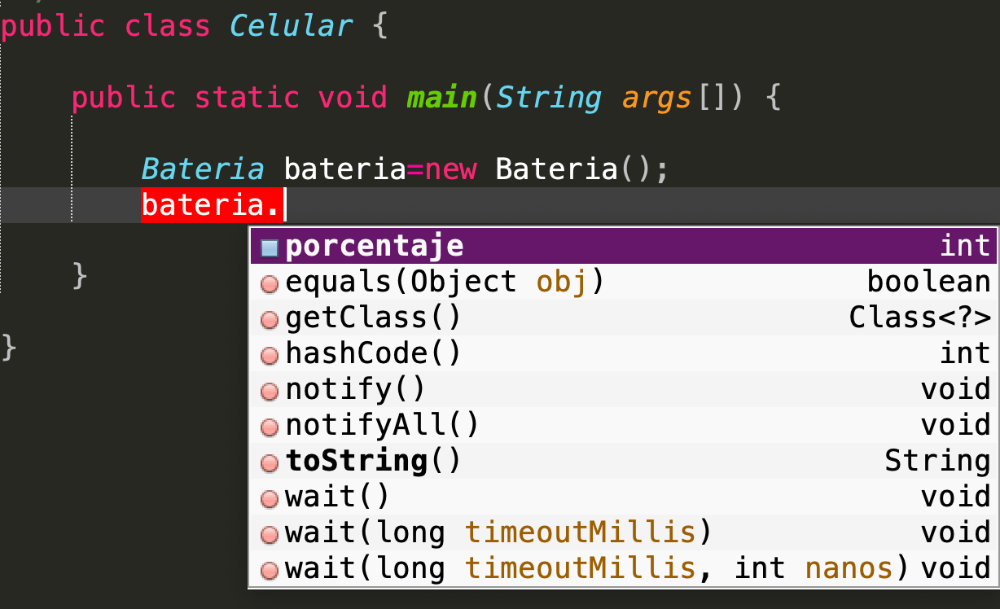 public class Celular {
public static void main(String args[]) {
Bateria bateria=new Bateria();
bateria.
porcentaje int
equals(Object obj) boolean
getClass() Class<?>
hashCode() int
notify() void
notifyAll() void
toString() String
wait() void
wait(long timeoutMillis) void
wait(long timeoutMillis, int nanos) void
}
}